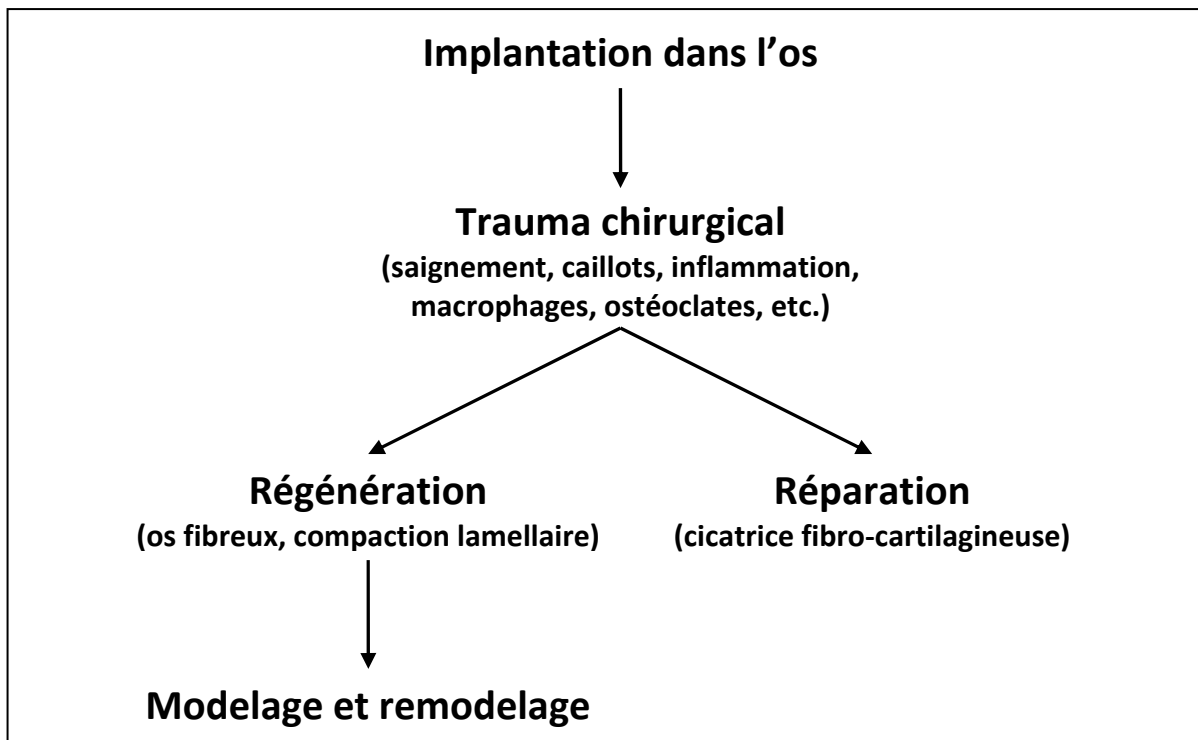 Implantation dans l’os
Trauma chirurgical
(saignement, caillots, inflammation,
macrophages, ostéoclates, etc.)
Régénération
(os fibreux, compaction lamellaire)
Réparation
(cicatrice fibro-cartilagineuse)
Modelage et remodelage